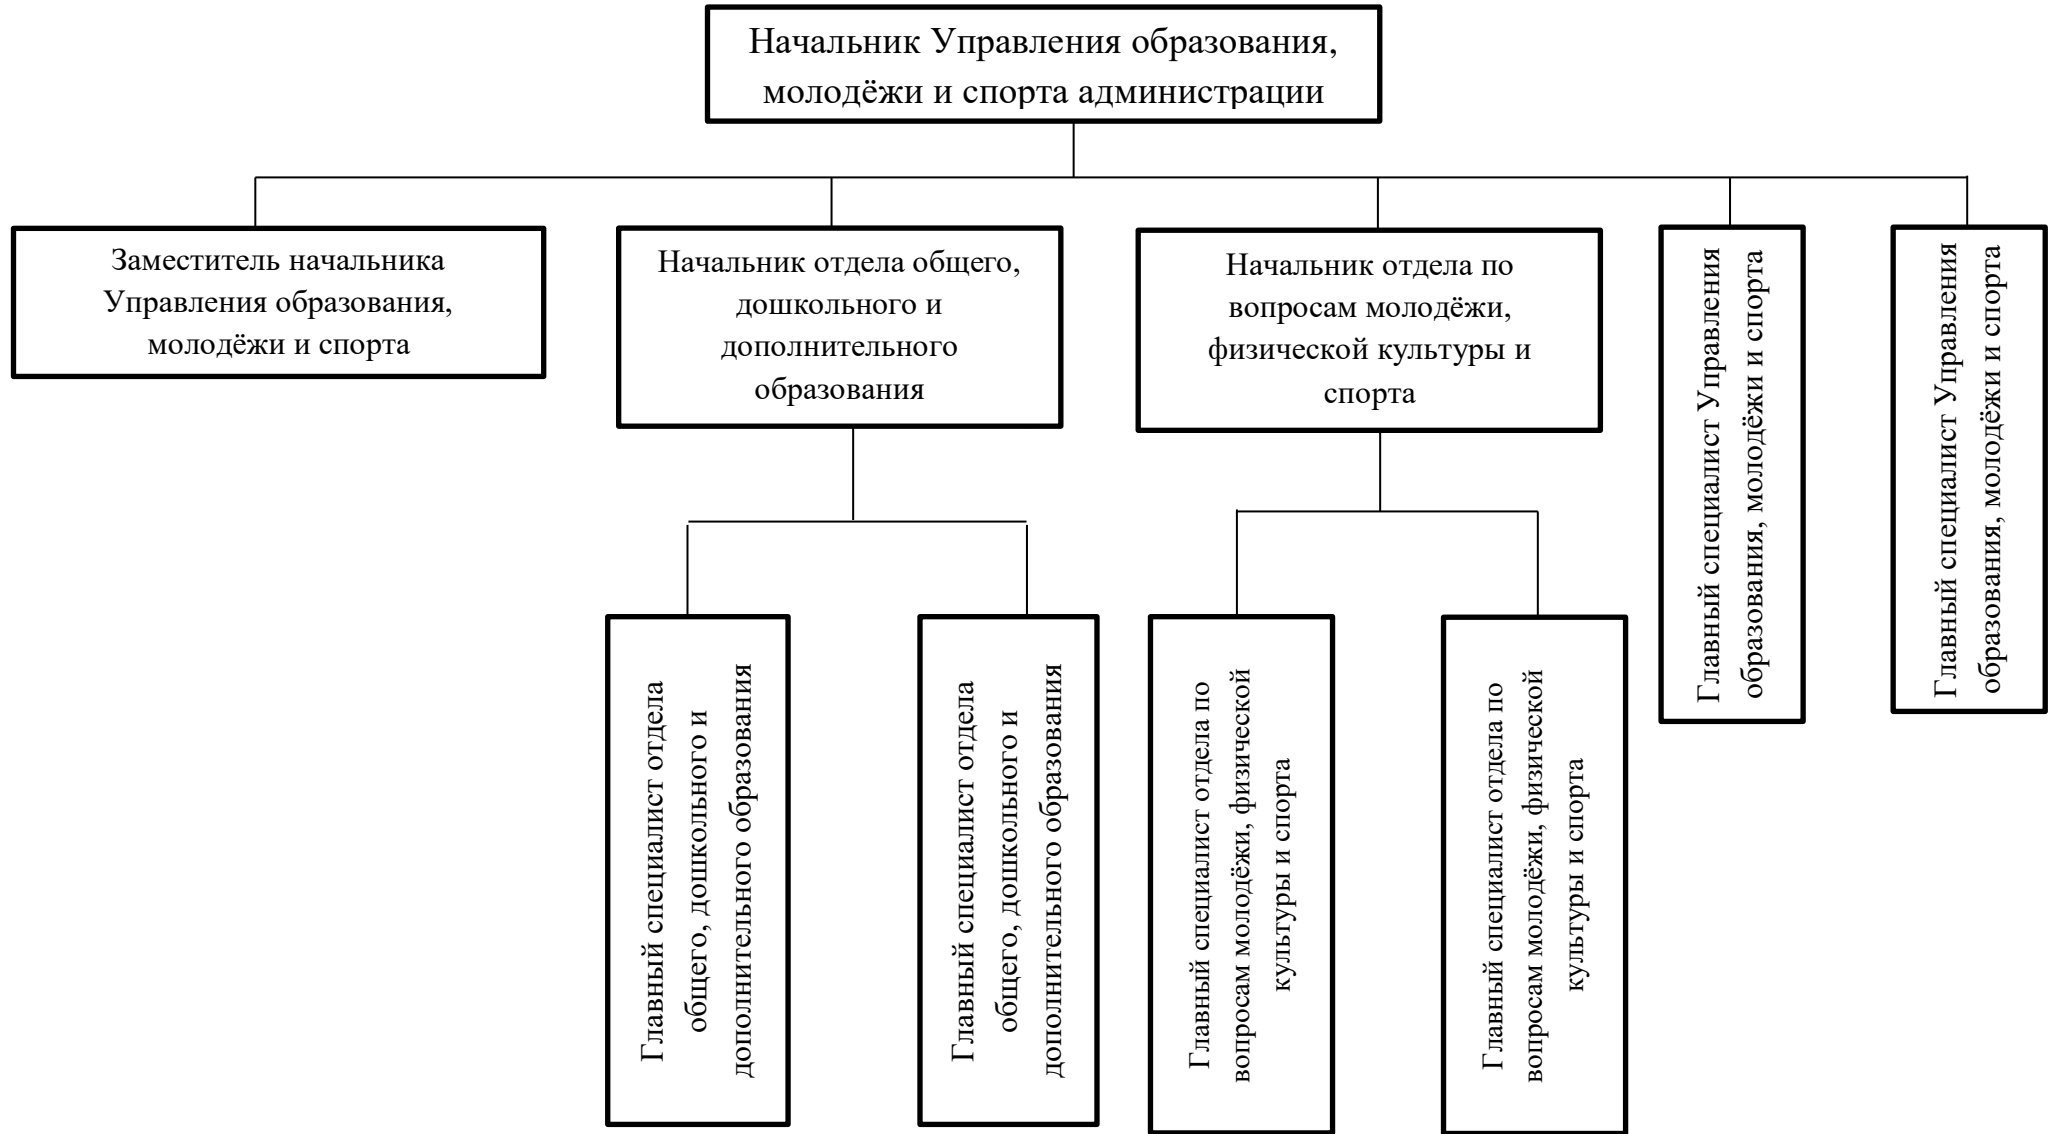 Начальник Управления образования,
молодёжи и спорта администрации
Заместитель начальника
Управления образования,
молодёжи и спорта
Начальник отдела общего,
дошкольного и
дополнительного
образования
Начальник отдела по
вопросам молодёжи,
физической культуры и
спорта
Главный специалист Управления
образования, молодёжи и спорта
Главный специалист Управления
образования, молодёжи и спорта
Главный специалист отдела
общего, дошкольного и
дополнительного образования
Главный специалист отдела
общего, дошкольного и
дополнительного образования
Главный специалист отдела по
вопросам молодёжи, физической
культуры и спорта
Главный специалист отдела по
вопросам молодёжи, физической
культуры и спорта